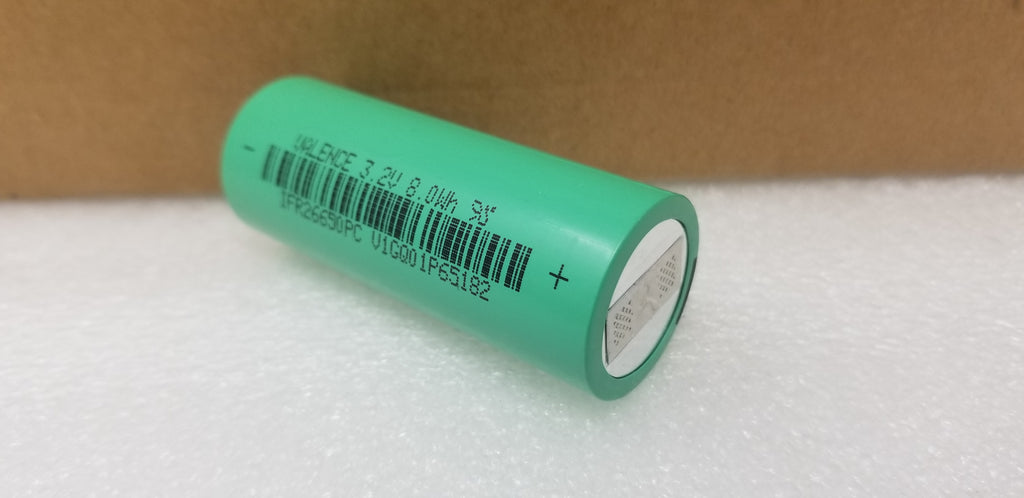 VALENCE 3.2V 8.0Wh
IFR26650PC V1GQ01P65182
- +